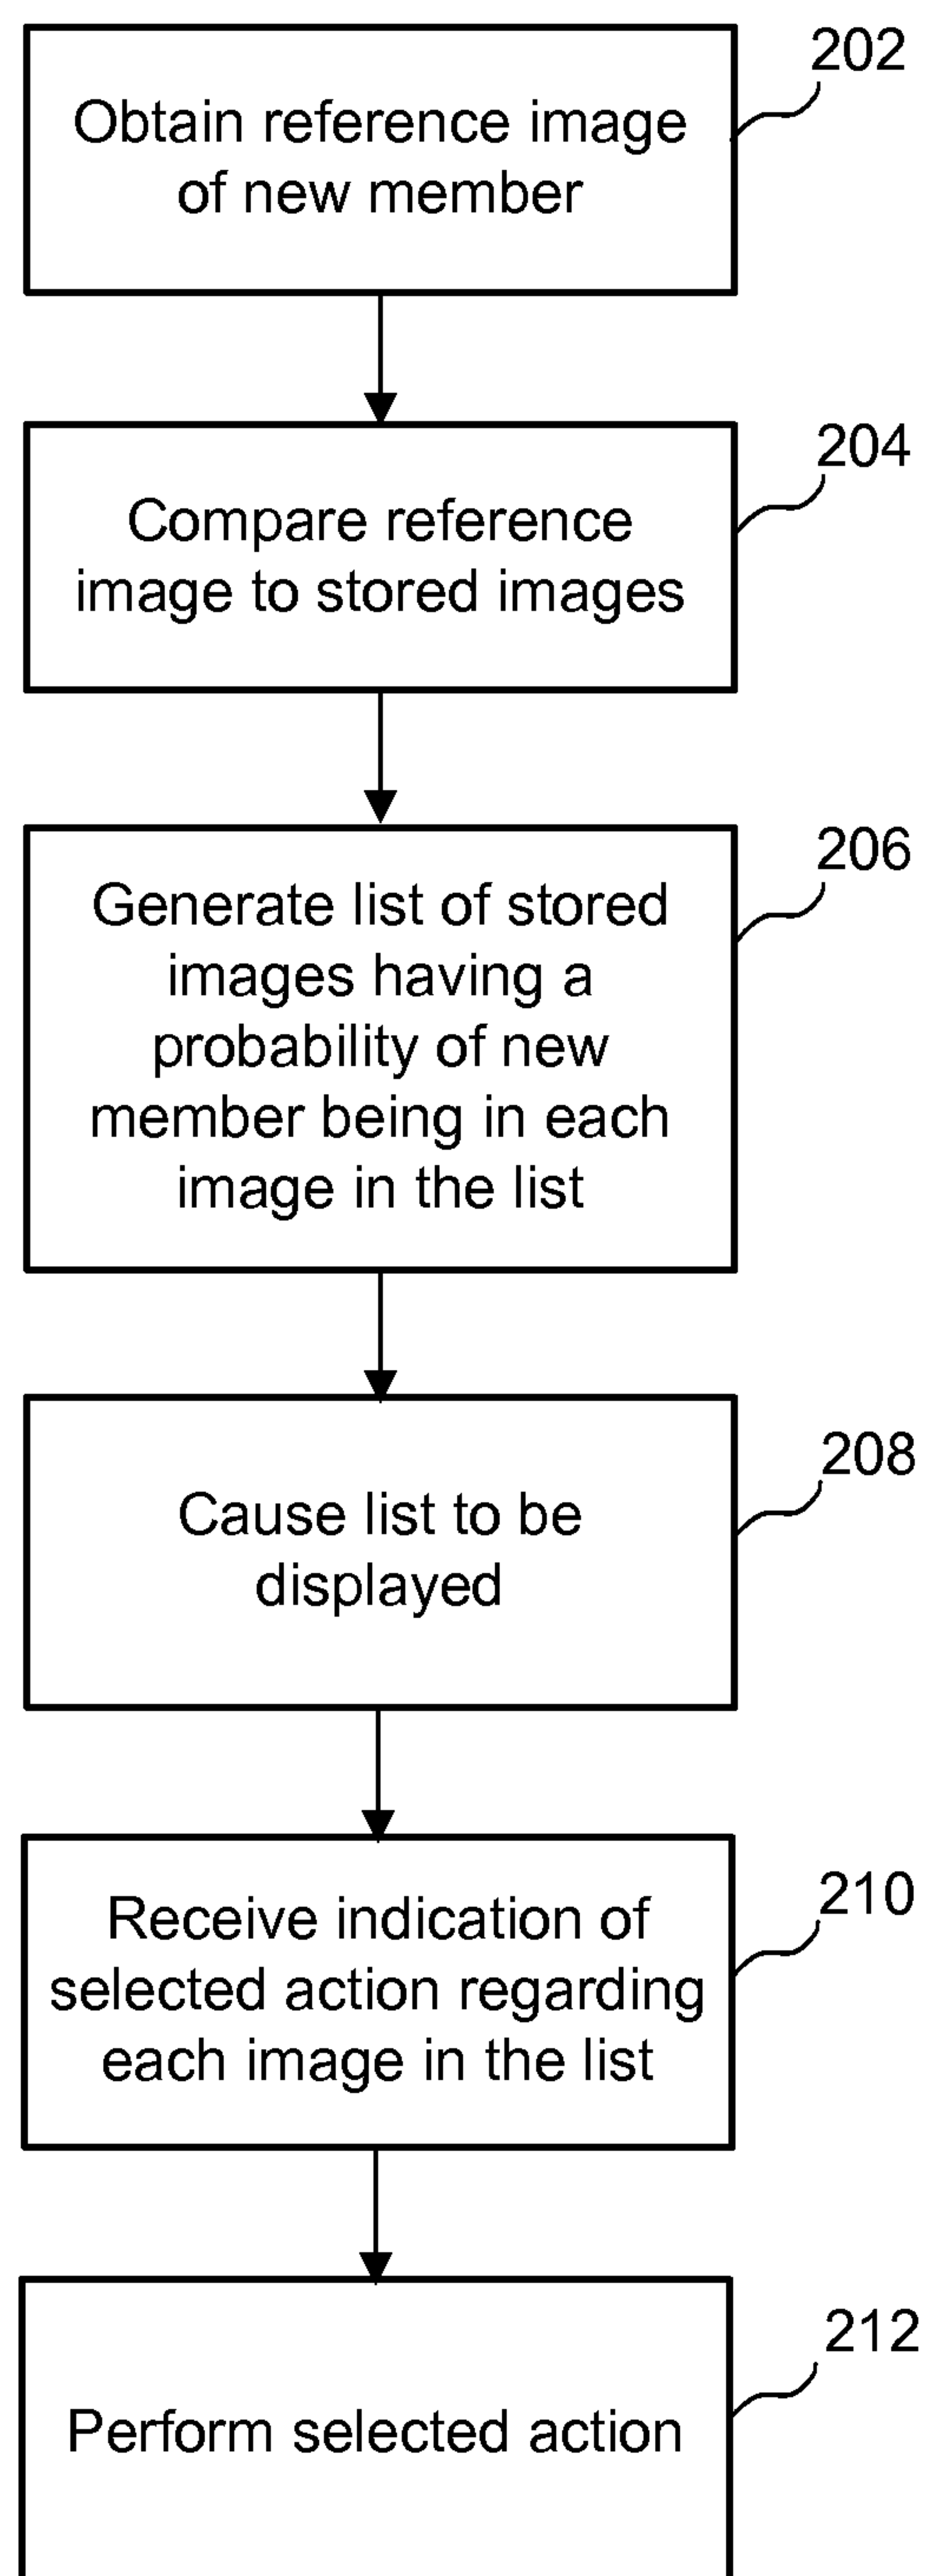 202
Obtain reference image
of new member
204
Compare reference
image to stored images
206
Generate list of stored
images having a
probability of new
member being in each
image in the list
208
Cause list to be
displayed
210
Receive indication of
selected action regarding
each image in the list
212
Perform selected action